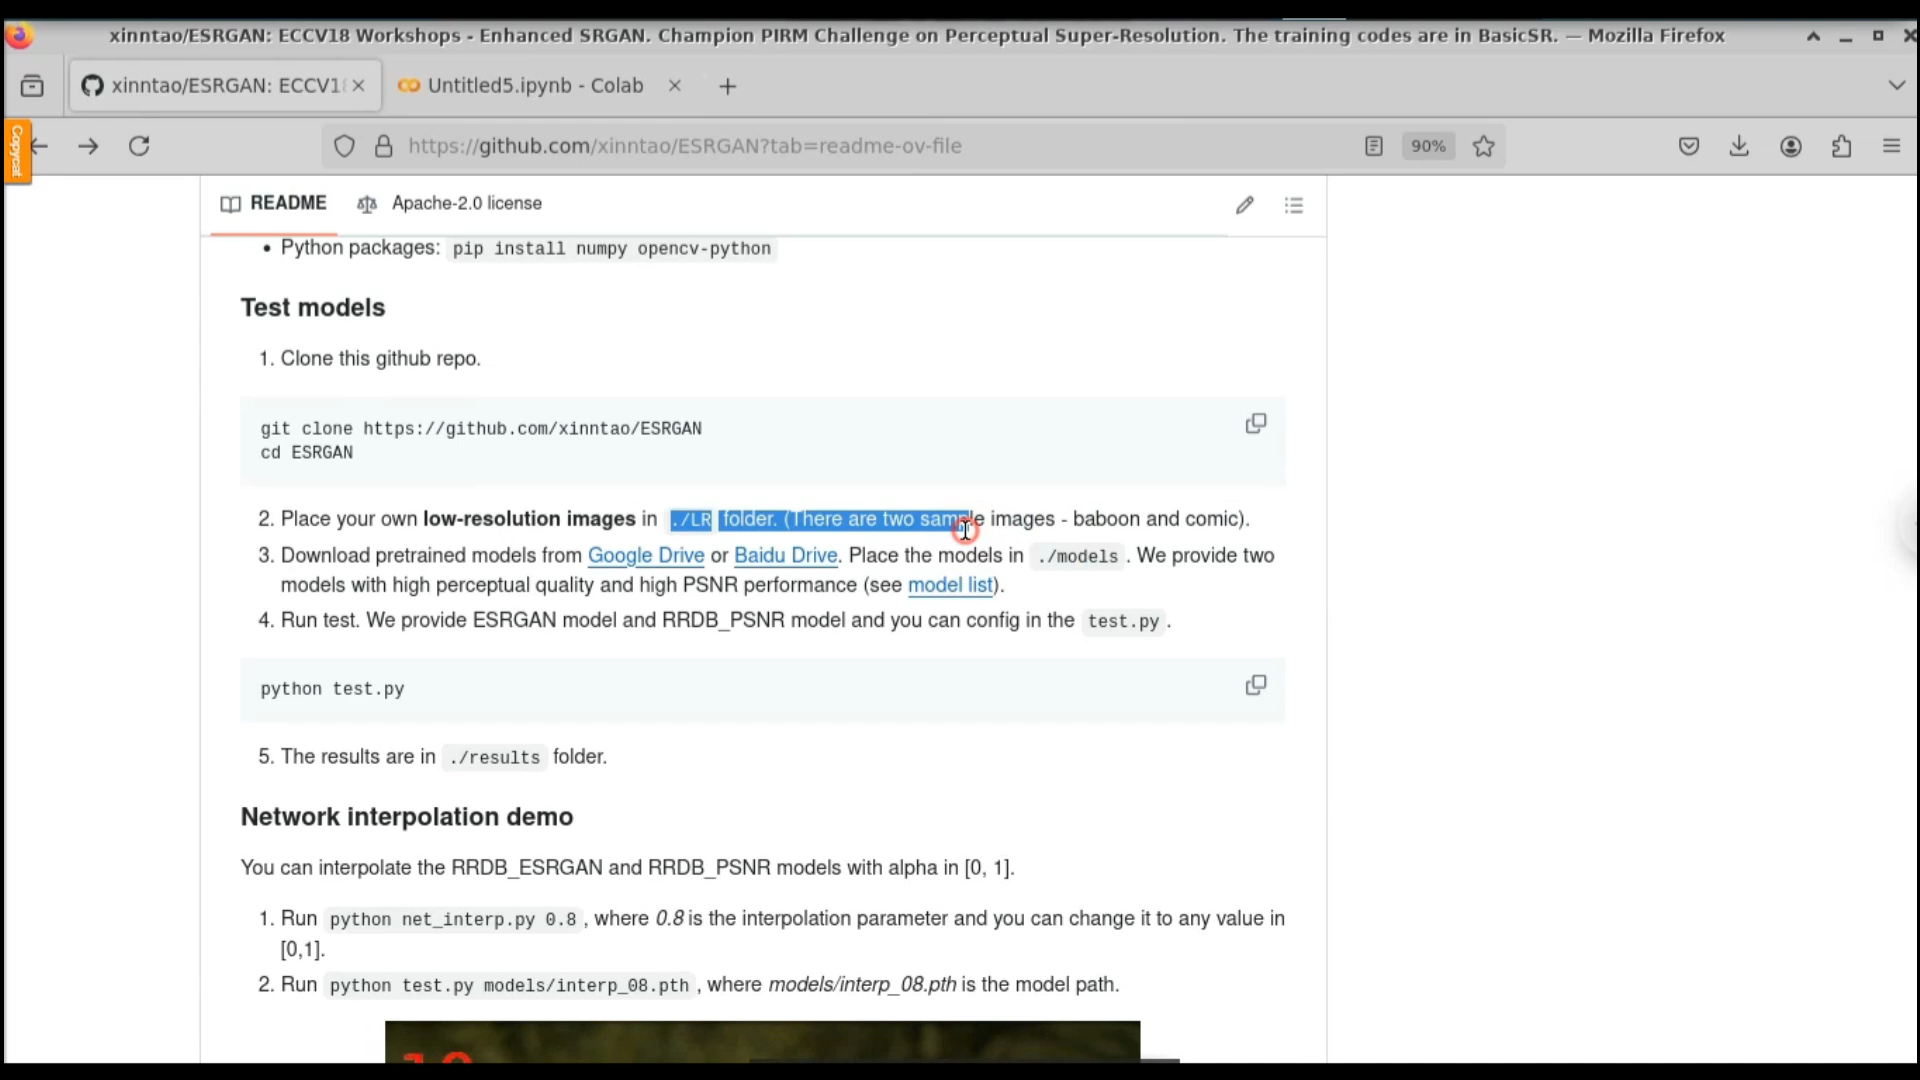 xinntao/ESRGAN: ECCV18 Workshops - Enhanced SRGAN. Champion PIRM Challenge on Perceptual Super-Resolution. The training codes are in BasicSR. — Mozilla Firefox
xinntao/ESRGAN: ECCV18
Untitled5.ipynb - Colab
Copycat
https://github.com/xinntao/ESRGAN?tab=readme-ov-file
90%
README
Apache-2.0 license
• Python packages: pip install numpy opencv-python
Test models
1. Clone this github repo.
git clone https://github.com/xinntao/ESRGAN
cd ESRGAN
2. Place your own low-resolution images in ./LR folder. (There are two sample images - baboon and comic).
3. Download pretrained models from Google Drive or Baidu Drive. Place the models in ./models. We provide two
models with high perceptual quality and high PSNR performance (see model list).
4. Run test. We provide ESRGAN model and RRDB_PSNR model and you can config in the test.py.
python test.py
5. The results are in ./results folder.
Network interpolation demo
You can interpolate the RRDB_ESRGAN and RRDB_PSNR models with alpha in [0, 1].
1. Run python net_interp.py 0.8, where 0.8 is the interpolation parameter and you can change it to any value in
[0,1].
2. Run python test.py models/interp_08.pth, where models/interp_08.pth is the model path.